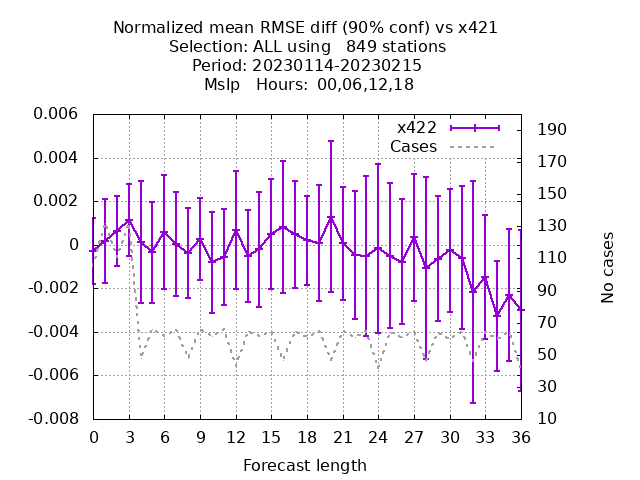 Normalized mean RMSE diff (90% conf) vs x421
Selection: ALL using   849 stations
Period: 20230114-20230215
Mslp   Hours:  00,06,12,18
x422
Cases
0.006
0.004
0.002
0
-0.002
-0.004
-0.006
-0.008
190
170
150
130
110
90
70
50
30
10
No cases
0 3 6 9 12 15 18 21 24 27 30 33 36
Forecast length